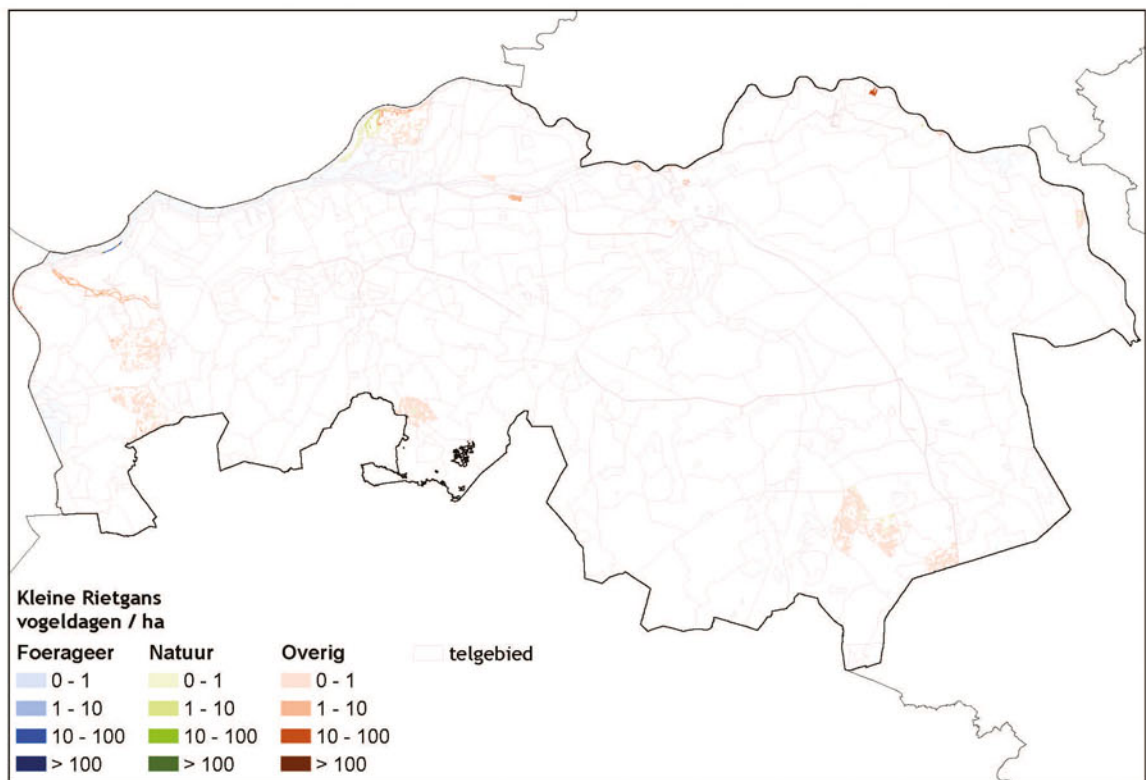 Kleine Rietgans
vogeldagen / ha
Foerageer Natuur Overig telgebied
0 - 1 0 - 1 0 - 1
1 - 10 1 - 10 1 - 10
10 - 100 10 - 100 10 - 100
> 100 > 100 > 100